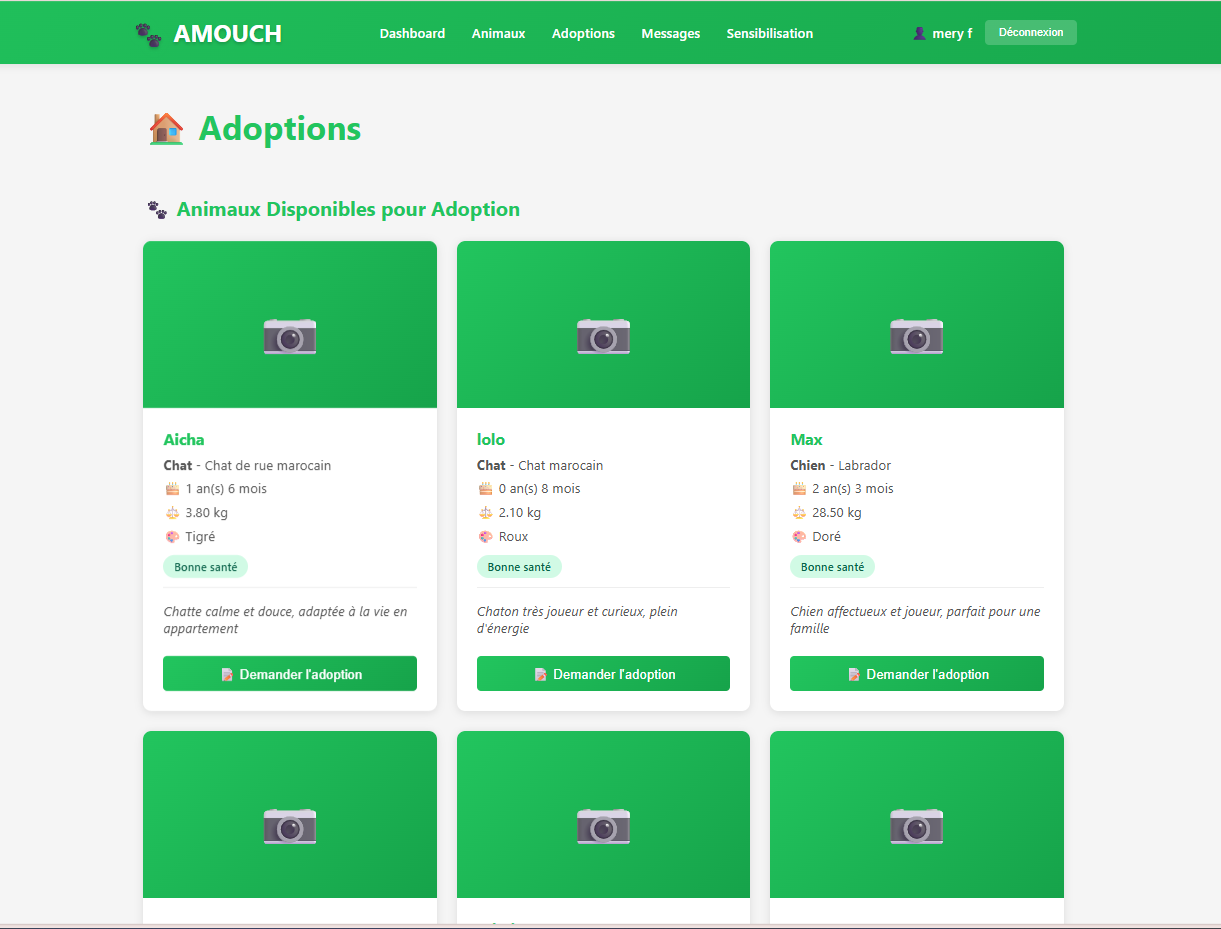 AMOUCH
Dashboard Animaux Adoptions Messages Sensibilisation
mery f
Déconnexion
Adoptions
Animaux Disponibles pour Adoption
Aicha
Chat - Chat de rue marocain
1 an(s) 6 mois
3.80 kg
Tigré
Bonne santé
Chatte calme et douce, adaptée à la vie en
appartement
Demander l'adoption
lolo
Chat - Chat marocain
0 an(s) 8 mois
2.10 kg
Roux
Bonne santé
Chaton très joueur et curieux, plein
d'énergie
Demander l'adoption
Max
Chien - Labrador
2 an(s) 3 mois
28.50 kg
Doré
Bonne santé
Chien affectueux et joueur, parfait pour une
famille
Demander l'adoption